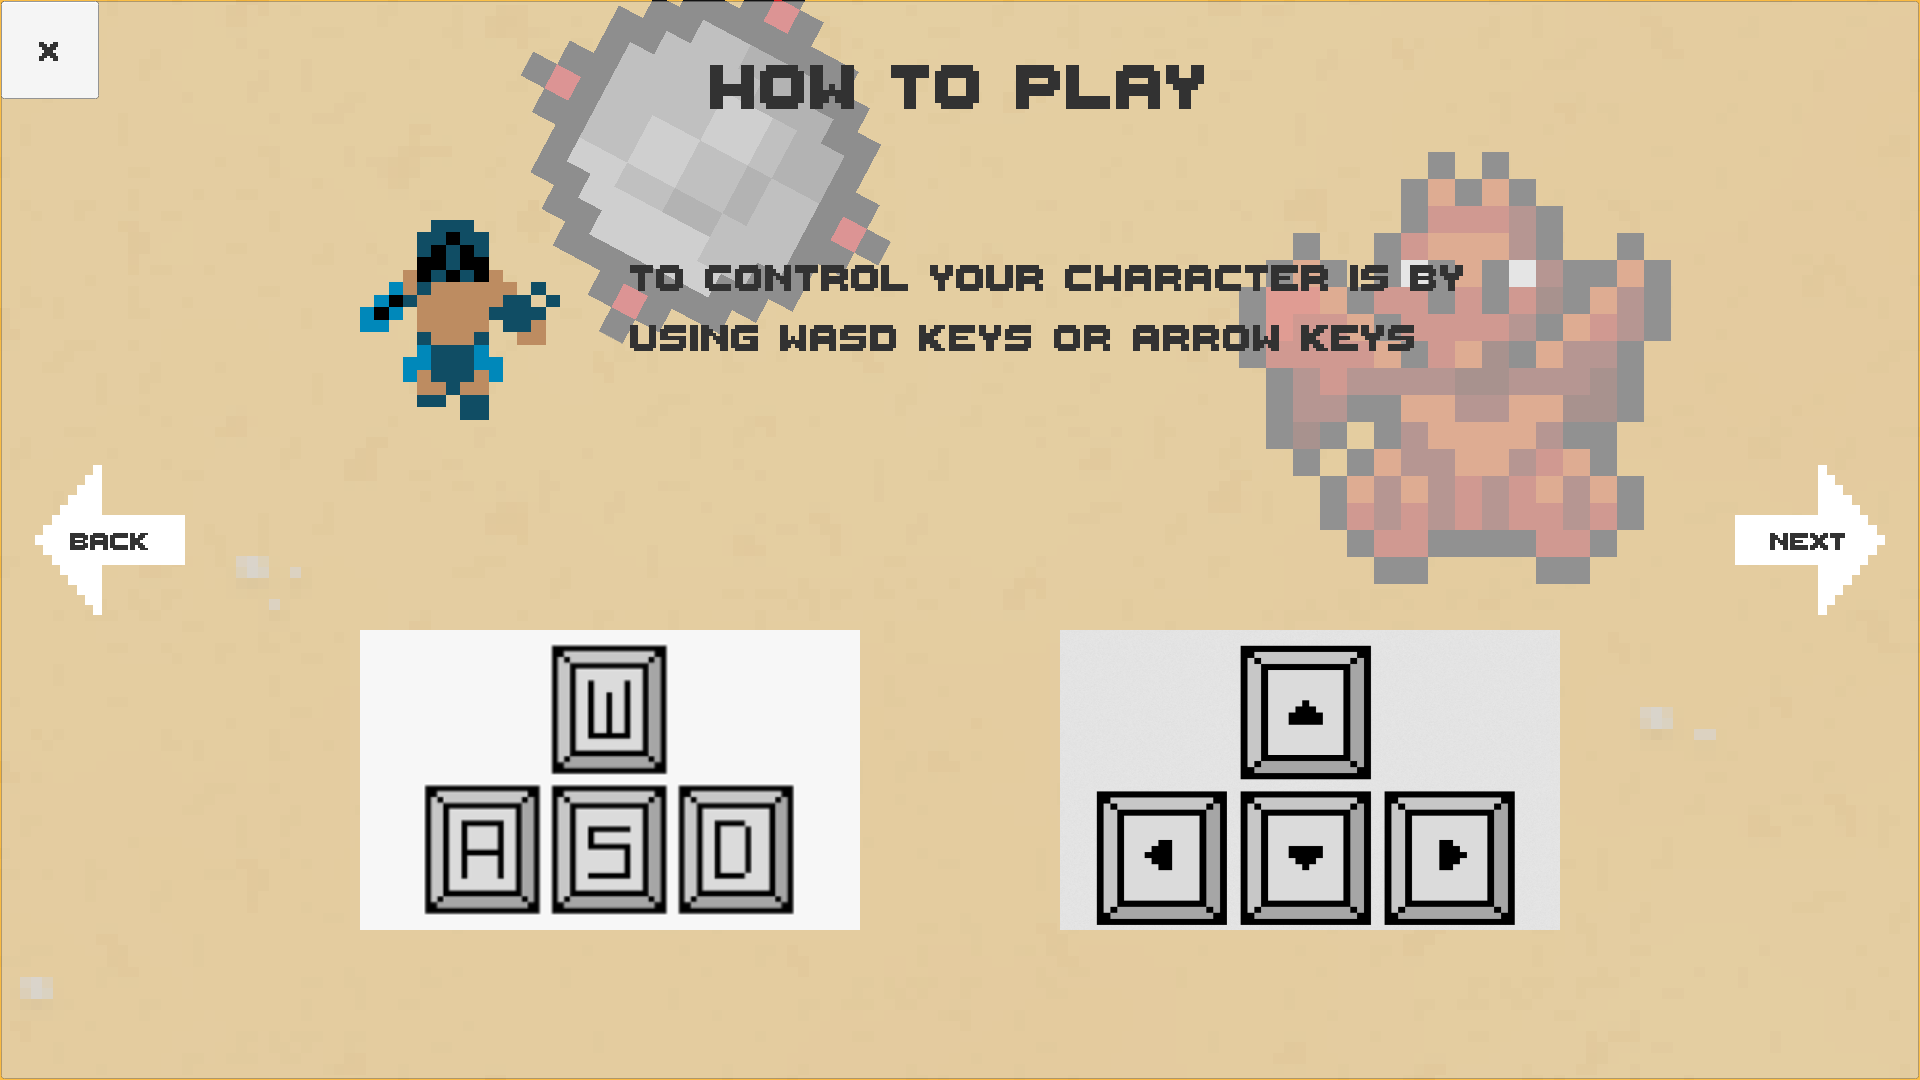 X
HOW TO PLAY
TO CONTROL YOUR CHARACTER IS BY
USING WASD KEYS OR ARROW KEYS
BACK
NEXT
W
A S D